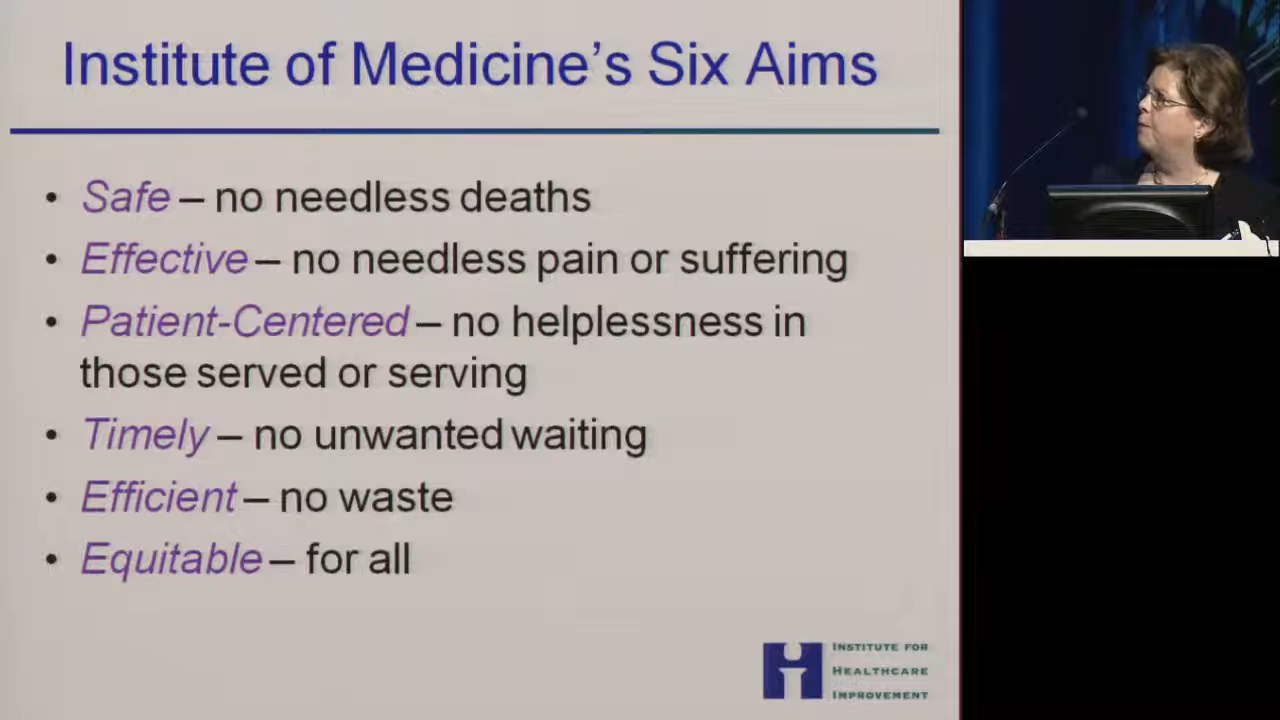 Institute of Medicine's Six Aims
• Safe – no needless deaths
• Effective – no needless pain or suffering
• Patient-Centered – no helplessness in
those served or serving
• Timely – no unwanted waiting
• Efficient – no waste
• Equitable – for all
INSTITUTE FOR
HEALTHCARE
IMPROVEMENT